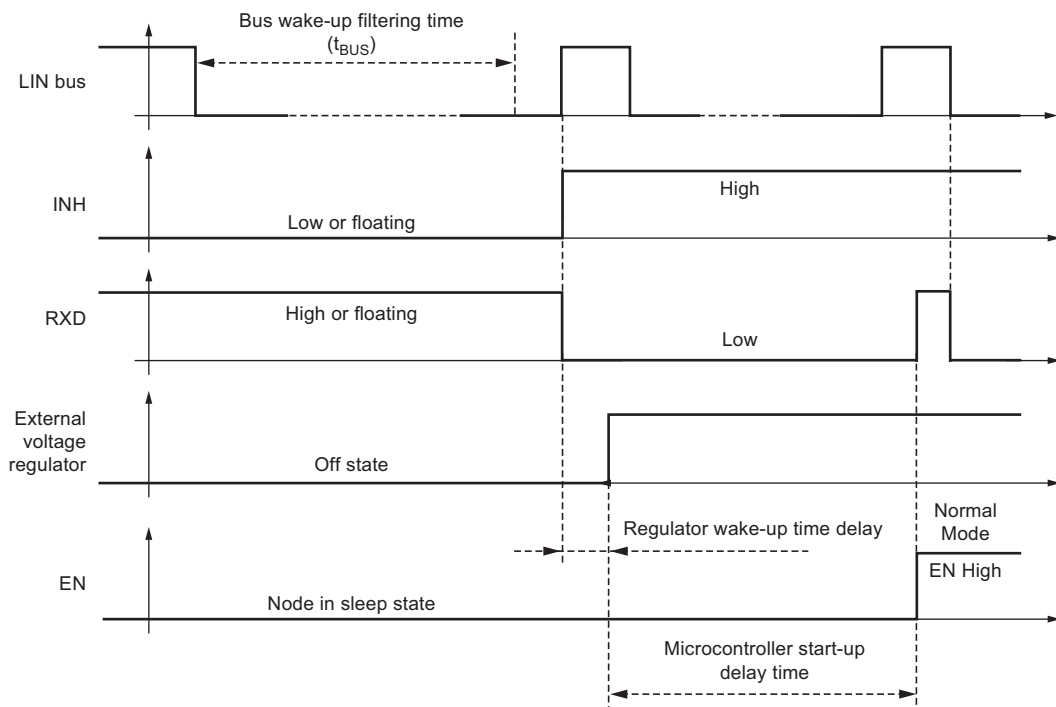 Bus wake-up filtering time
(tBUS)
LIN bus
INH
High
Low or floating
RXD
High or floating
Low
External
voltage
regulator
Off state
Regulator wake-up time delay
Normal
Mode
EN
EN High
Node in sleep state
Microcontroller start-up
delay time